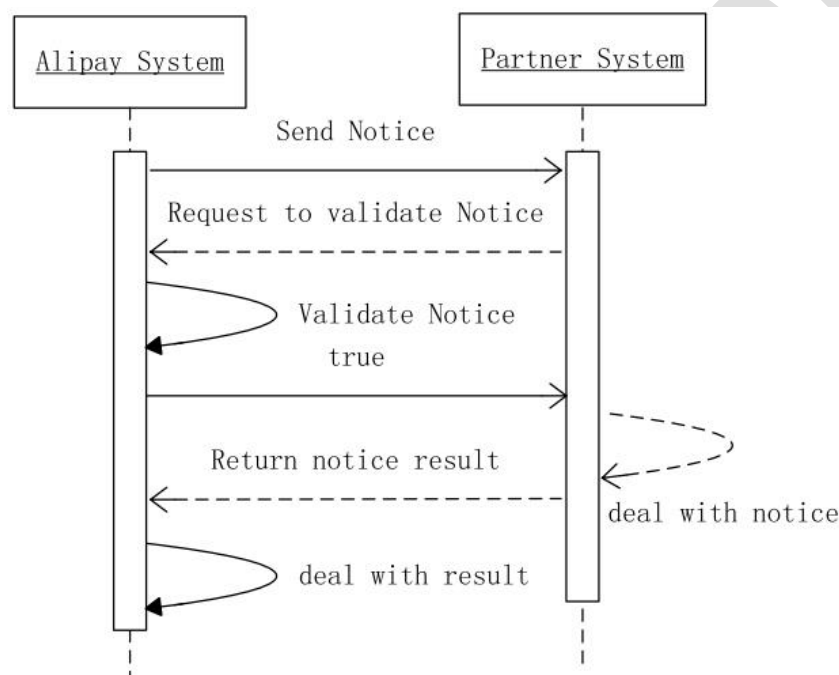 Alipay System
Partner System
Send Notice
Request to validate Notice
Validate Notice
true
Return notice result
deal with notice
deal with result